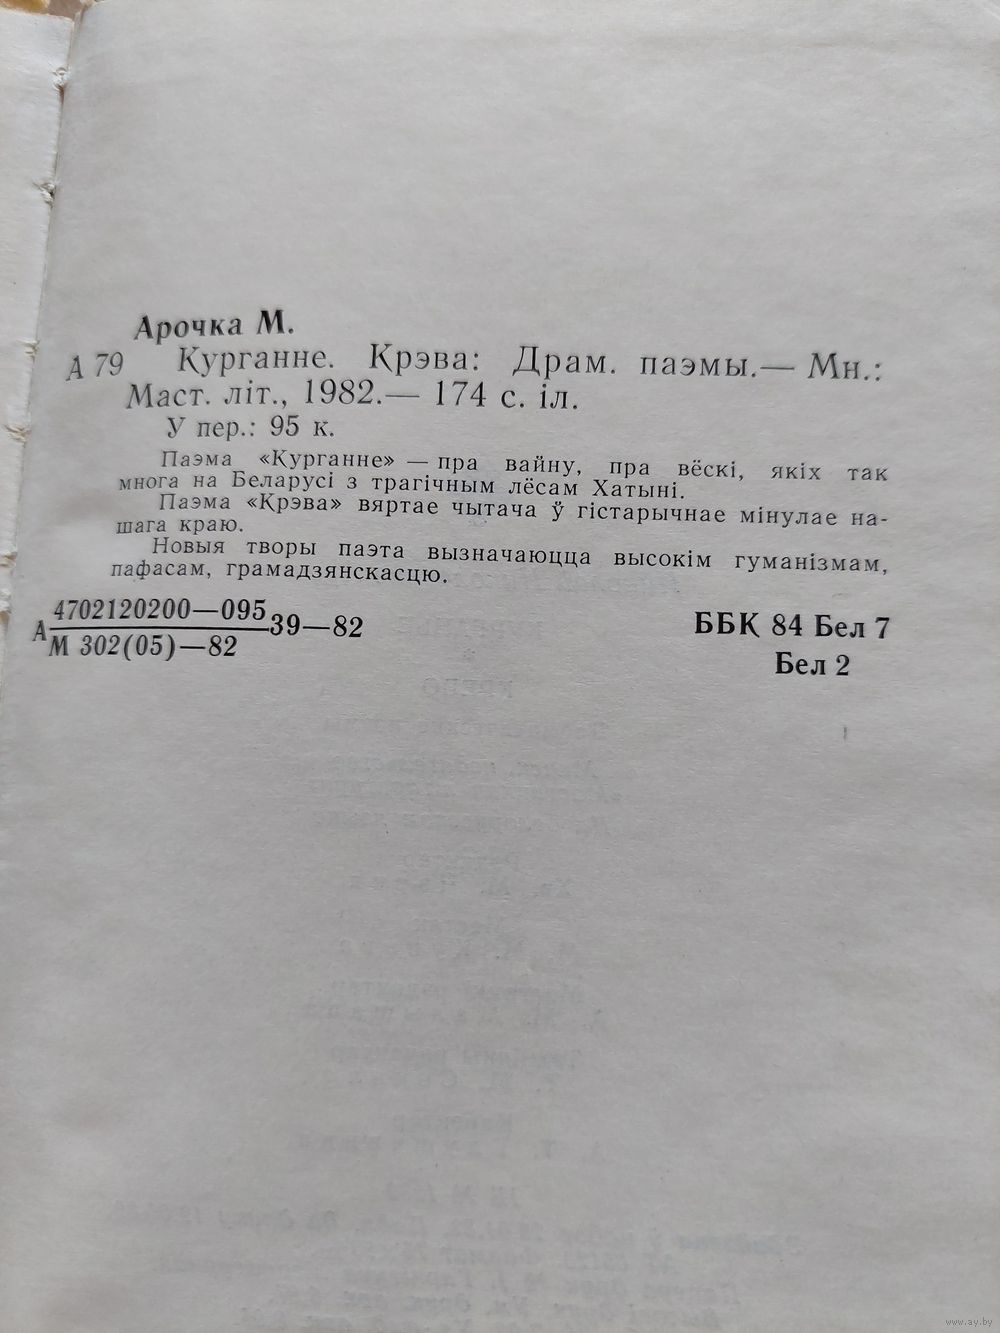 Арочка М.
А 79 Курганне. Крэва: Драм. паэмы.— Мн.:
Маст. літ., 1982.— 174 с. іл.
У пер.: 95 к.
Паэма «Курганне» — пра вайну, пра вёскі, якіх так
многа на Беларусі з трагічным лёсам Хатыні.
Паэма «Крэва» вяртае чытача ў гістарычнае мінулае на-
шага краю.
Новыя творы паэта вызначаюцца высокім гуманізмам,
пафасам, грамадзянскасцю.
А 4702120200—095 39—82
М 302(05)—82
ББК 84 Бел 7
Бел 2
www.ay.by